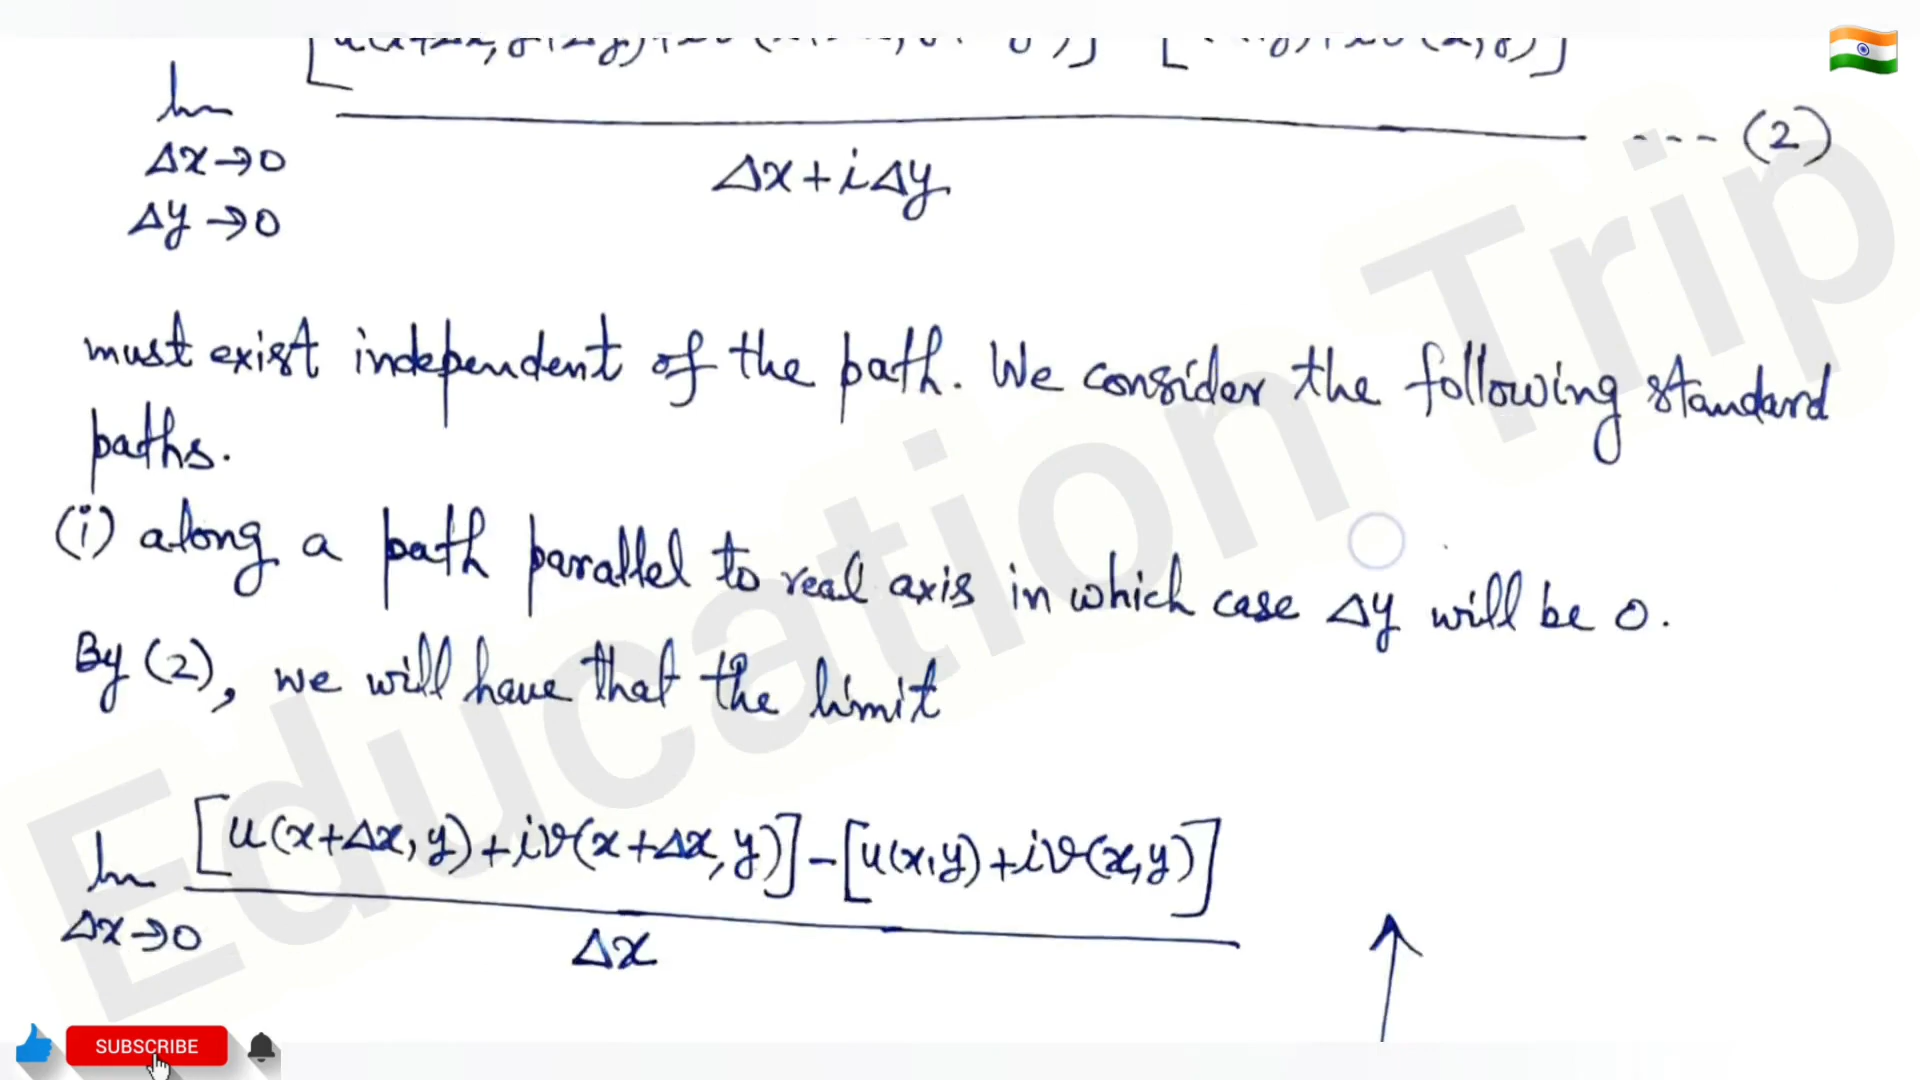 lim
Δx→0
Δy→0
Δx+iΔy
---- (2)
must exist independent of the path. We consider the following standard
paths.
(i) along a path parallel to real axis in which case Δy will be 0.
By (2), we will have that the limit
lim [u(x+Δx,y)+iv(x+Δx,y)]-[u(x,y)+iv(x,y)]
Δx→0
Δx
Education Trip
SUBSCRIBE